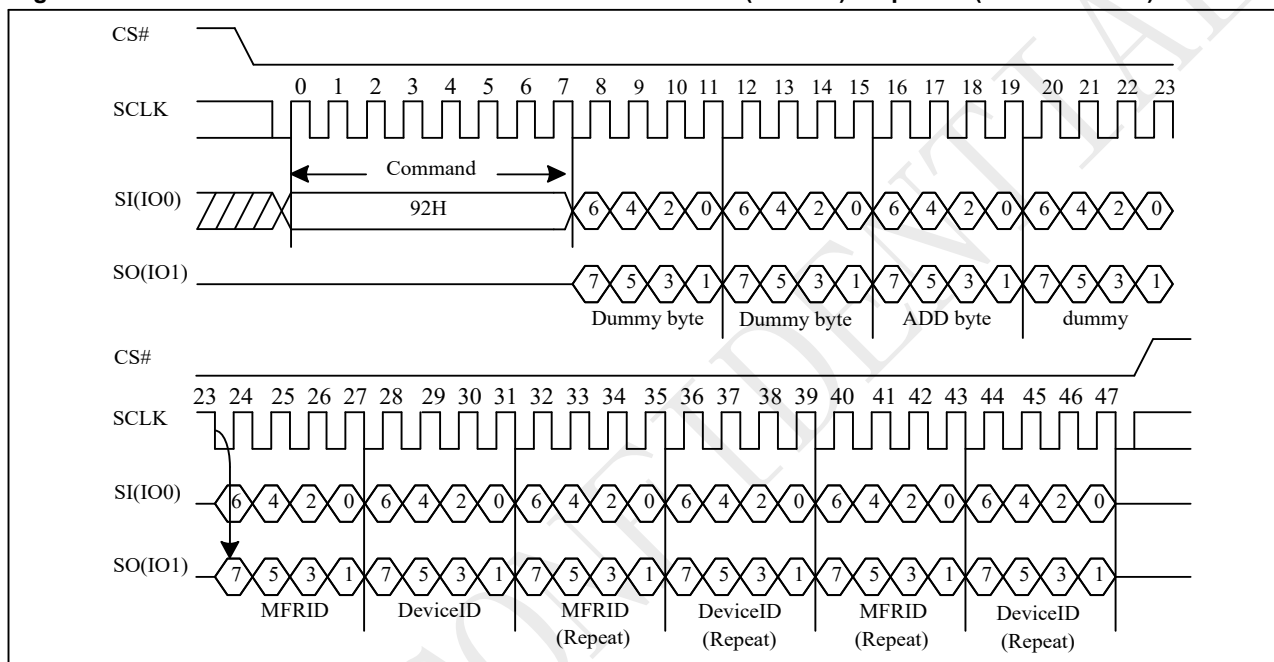 CS#
0 1 2 3 4 5 6 7 8 9 10 11 12 13 14 15 16 17 18 19 20 21 22 23
SCLK
Command
SI(IO0)
92H
6 4 2 0 6 4 2 0 6 4 2 0 6 4 2 0
SO(IO1)
7 5 3 1 7 5 3 1 7 5 3 1 7 5 3 1
Dummy byte Dummy byte ADD byte dummy
CS#
23 24 25 26 27 28 29 30 31 32 33 34 35 36 37 38 39 40 41 42 43 44 45 46 47
SCLK
SI(IO0)
6 4 2 0 6 4 2 0 6 4 2 0 6 4 2 0 6 4 2 0 6 4 2 0
SO(IO1)
7 5 3 1 7 5 3 1 7 5 3 1 7 5 3 1 7 5 3 1 7 5 3 1
MFRID DeviceID MFRID DeviceID MFRID DeviceID
(Repeat) (Repeat) (Repeat) (Repeat)